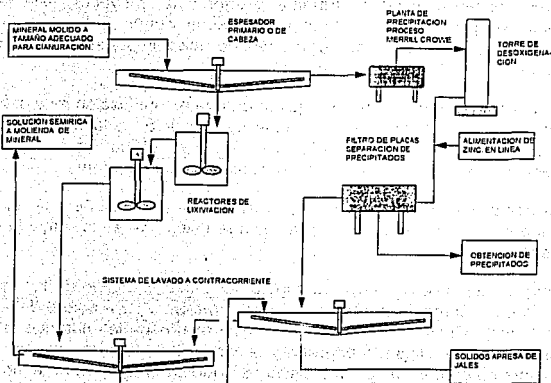 MINERAL MOLIDO A
TAMAÑO ADECUADO
PARA CIANURACION
ESPESADOR
PRIMARIO O DE
CABEZA
PLANTA DE
PRECIPITACION
PROCESO
MERRILL CROWE
TORRE DE
DESOXIGENA-
CION
SOLUCION SEMIRICA
A MOLIENDA DE
MINERAL
REACTORES DE
LIXIVIACION
FILTRO DE PLACAS
SEPARACION DE
PRECIPITADOS
ALIMENTACION DE
ZINC, EN LINEA
OBTENCION DE
PRECIPITADOS
SISTEMA DE LAVADO A CONTRACORRIENTE
SOLIDOS A PRESA DE
JALES